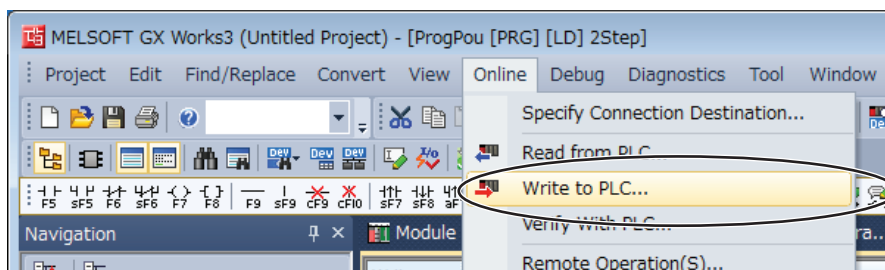 MELSOFT GX Works3 (Untitled Project) - [ProgPou [PRG] [LD] 2Step]
Project Edit Find/Replace Convert View Online Debug Diagnostics Tool Window
Specify Connection Destination...
Read from PLC...
F5 sF5 F6 sF6 F7 F8 F9 sF9 cF9 cF10 sF7 sF8 aF
Write to PLC...
Navigation
Module
Verify With PLC...
ra..
Remote Operation(S)...